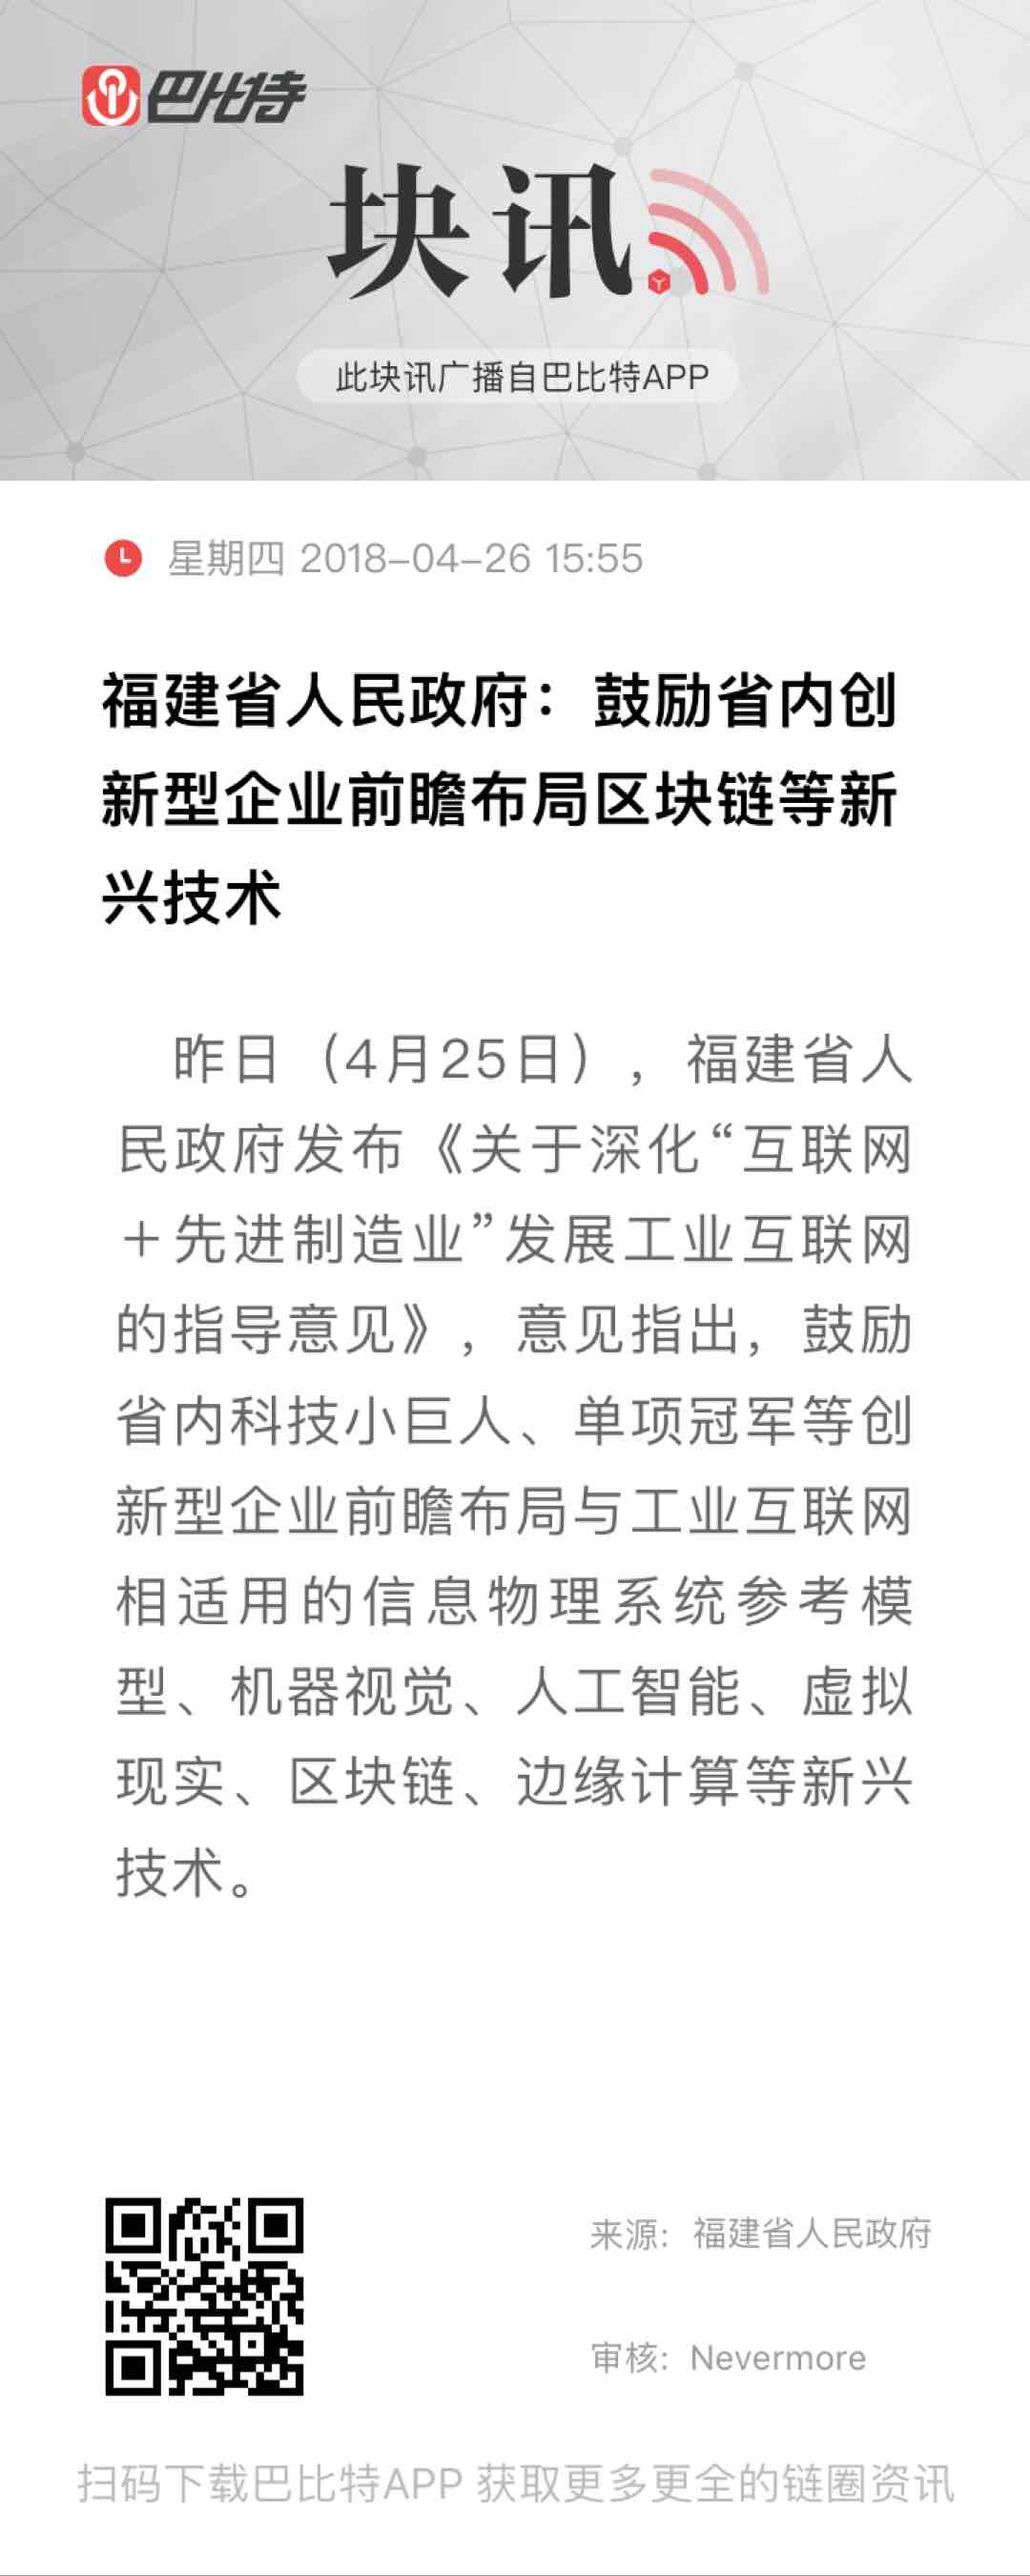 巴比特
块讯
此块讯广播自巴比特APP
星期四 2018-04-26 15:55
福建省人民政府：鼓励省内创
新型企业前瞻布局区块链等新
兴技术
昨日（4月25日），福建省人
民政府发布《关于深化“互联网
＋先进制造业”发展工业互联网
的指导意见》，意见指出，鼓励
省内科技小巨人、单项冠军等创
新型企业前瞻布局与工业互联网
相适用的信息物理系统参考模
型、机器视觉、人工智能、虚拟
现实、区块链、边缘计算等新兴
技术。
来源：福建省人民政府
审核：Nevermore
扫码下载巴比特APP 获取更多更全的链圈资讯